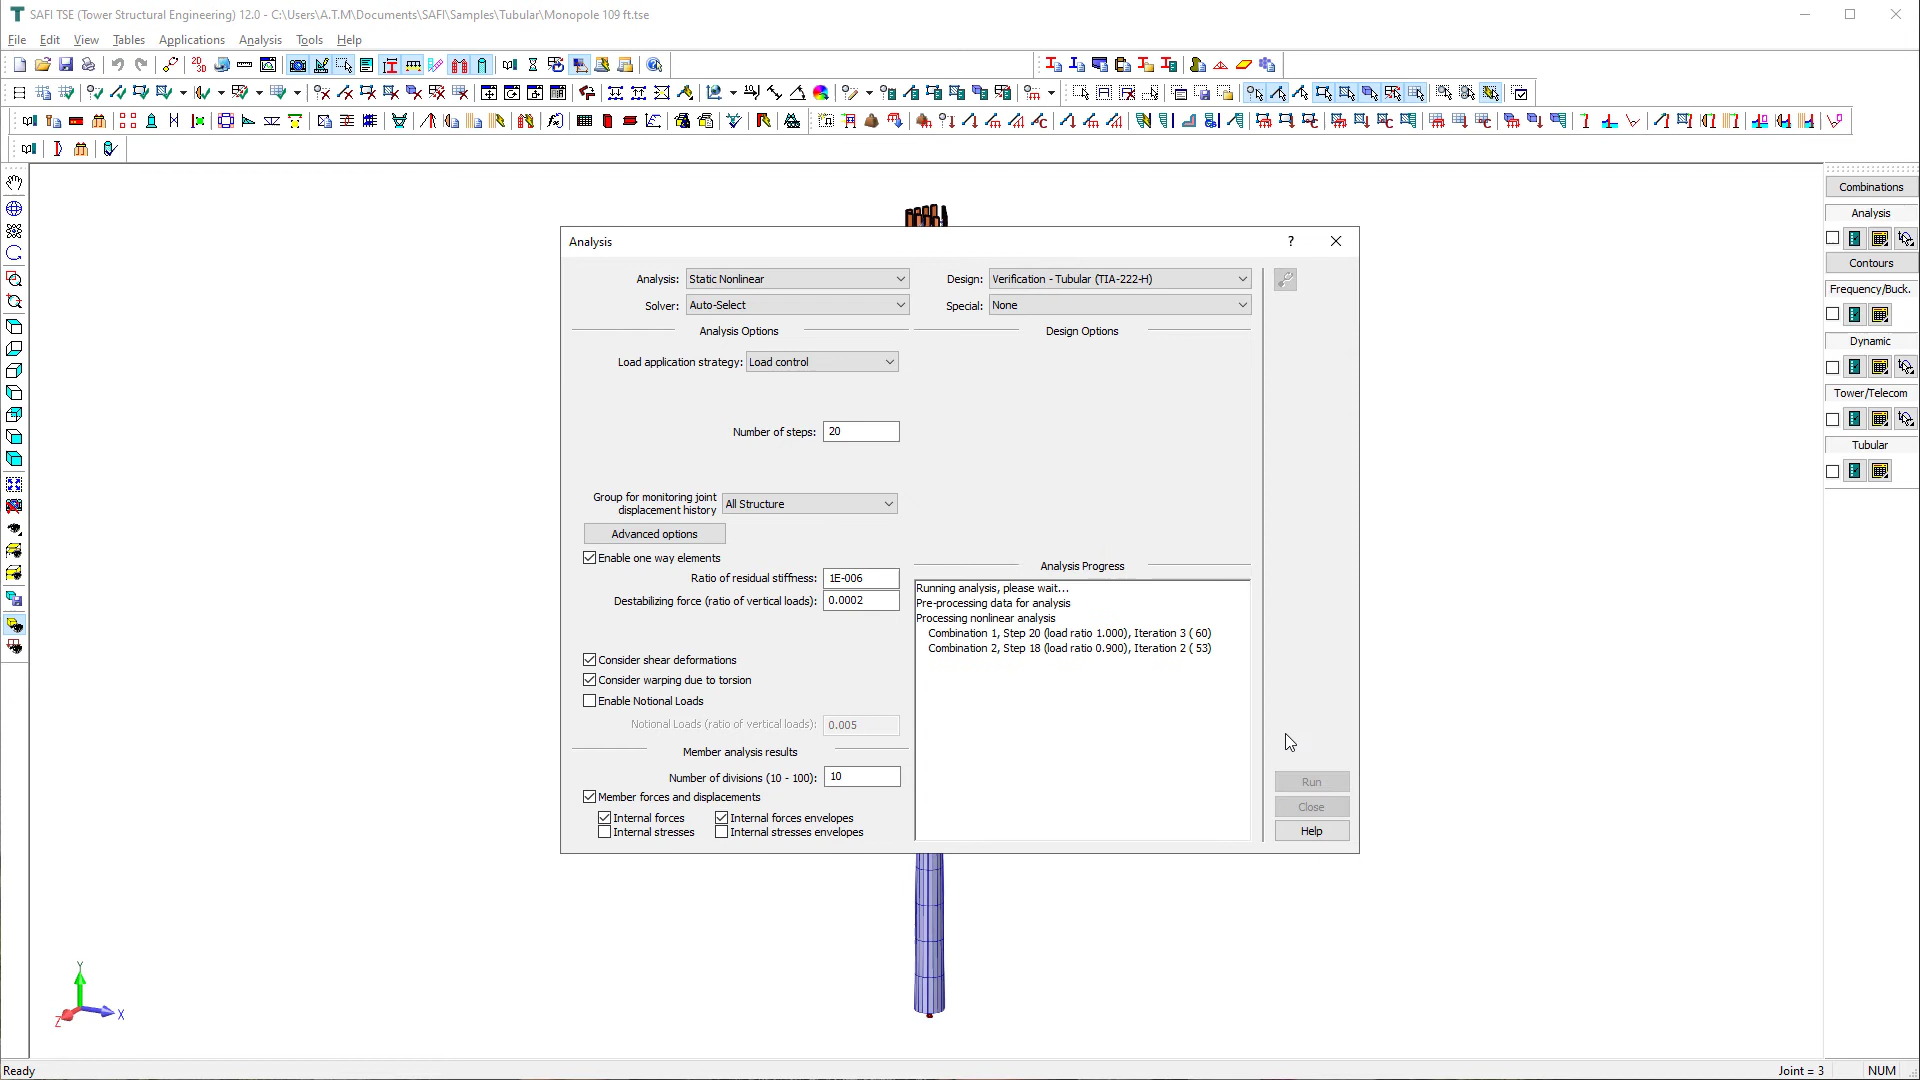 SAFI TSE (Tower Structural Engineering) 12.0 - C:\Users\A.T.M\Documents\SAFI\Samples\Tubular\Monopole 109 ft.tse
File Edit View Tables Applications Analysis Tools Help
Combinations
Analysis
Contours
Frequency/Buck.
Dynamic
Tower/Telecom
Tubular
Analysis
?
Analysis: Static Nonlinear
Design: Verification - Tubular (TIA-222-H)
Solver: Auto-Select
Special: None
Analysis Options
Design Options
Load application strategy: Load control
Number of steps: 20
Group for monitoring joint
displacement history
All Structure
Advanced options
Enable one way elements
Ratio of residual stiffness: 1E-006
Destabilizing force (ratio of vertical loads): 0.0002
Consider shear deformations
Consider warping due to torsion
Enable Notional Loads
Notional Loads (ratio of vertical loads): 0.005
Member analysis results
Number of divisions (10 - 100): 10
Member forces and displacements
Internal forces
Internal forces envelopes
Internal stresses
Internal stresses envelopes
Analysis Progress
Running analysis, please wait...
Pre-processing data for analysis
Processing nonlinear analysis
Combination 1, Step 20 (load ratio 1.000), Iteration 3 ( 60)
Combination 2, Step 18 (load ratio 0.900), Iteration 2 ( 53)
Run
Close
Help
Y
X
Z
Ready
Joint = 3
NUM